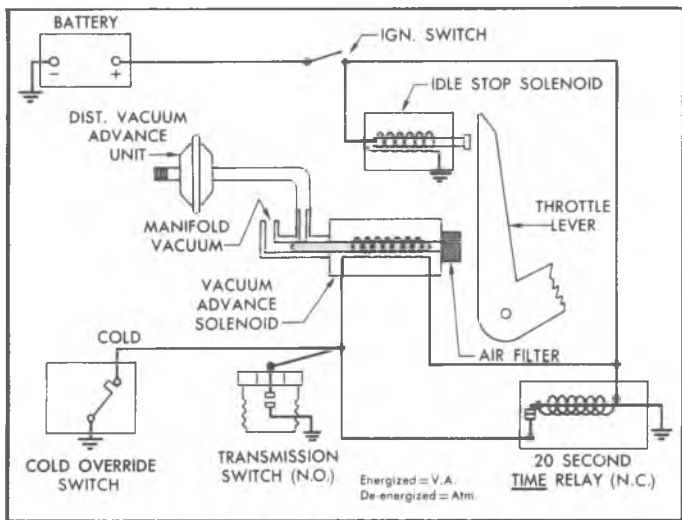 BATTERY
- +
IGN. SWITCH
IDLE STOP SOLENOID
DIST. VACUUM
ADVANCE
UNIT
MANIFOLD
VACUUM
THROTTLE
LEVER
VACUUM
ADVANCE
SOLENOID
AIR FILTER
COLD
COLD OVERRIDE
SWITCH
TRANSMISSION
SWITCH (N.O.)
Energized = V.A.
De-energized = Atm.
20 SECOND
TIME RELAY (N.C.)